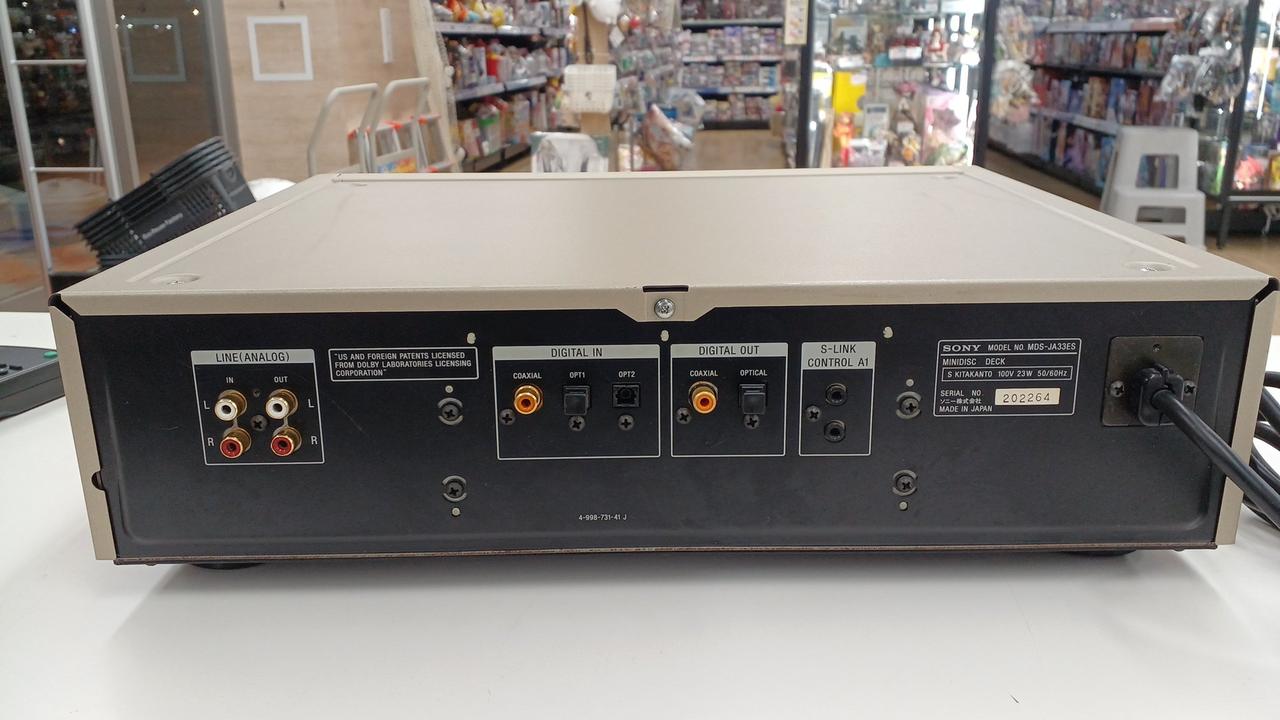 LINE(ANALOG)
IN OUT
L L
R R
"US AND FOREIGN PATENTS LICENSED
FROM DOLBY LABORATORIES LICENSING
CORPORATION"
DIGITAL IN
COAXIAL OPT1 OPT2
DIGITAL OUT
COAXIAL OPTICAL
S-LINK
CONTROL A1
SONY MODEL NO. MDS-JA33ES
MINIDISC DECK
S KITAKANTO 100V 23W 50/60Hz
SERIAL NO. 202264
ソニー株式会社
MADE IN JAPAN
4-998-731-41 J